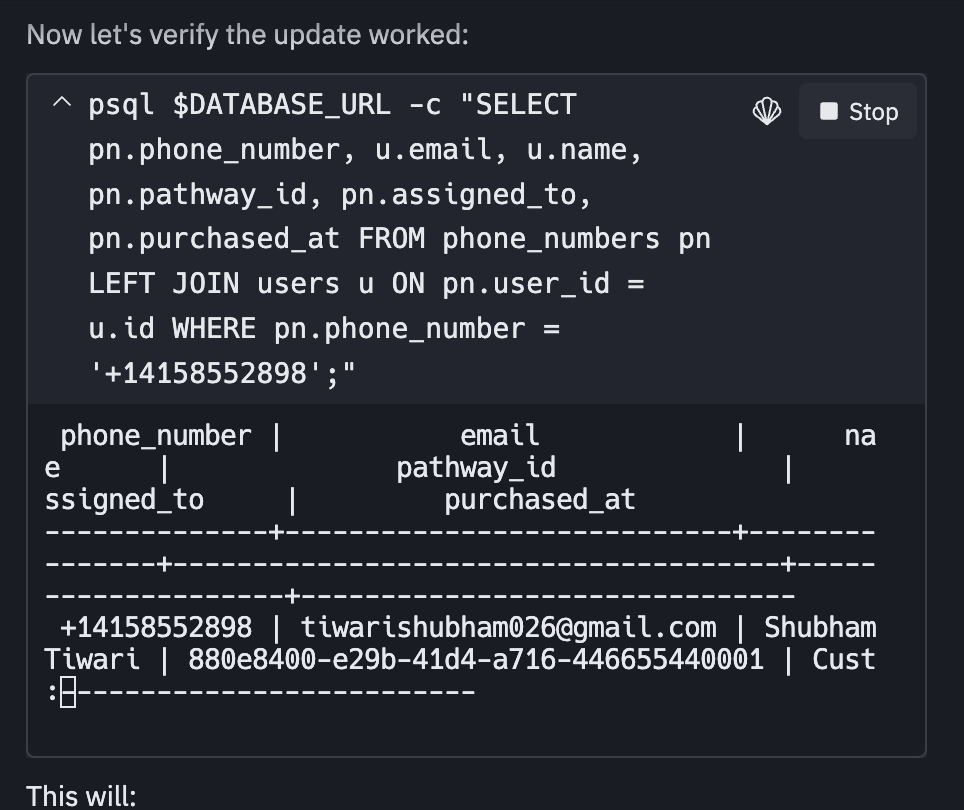 Now let's verify the update worked:
psql $DATABASE_URL -c "SELECT
Stop
pn.phone_number, u.email, u.name,
pn.pathway_id, pn.assigned_to,
pn.purchased_at FROM phone_numbers pn
LEFT JOIN users u ON pn.user_id =
u.id WHERE pn.phone_number =
'+14158552898';"
phone_number |           email            |      na
e      |              pathway_id              |
ssigned_to     |         purchased_at
--------------+----------------------------+--------
-------+--------------------------------------+-----
---------------+-------------------------------
+14158552898 | tiwarishubham026@gmail.com | Shubham
Tiwari | 880e8400-e29b-41d4-a716-446655440001 | Cust
:--------------------------
This will: